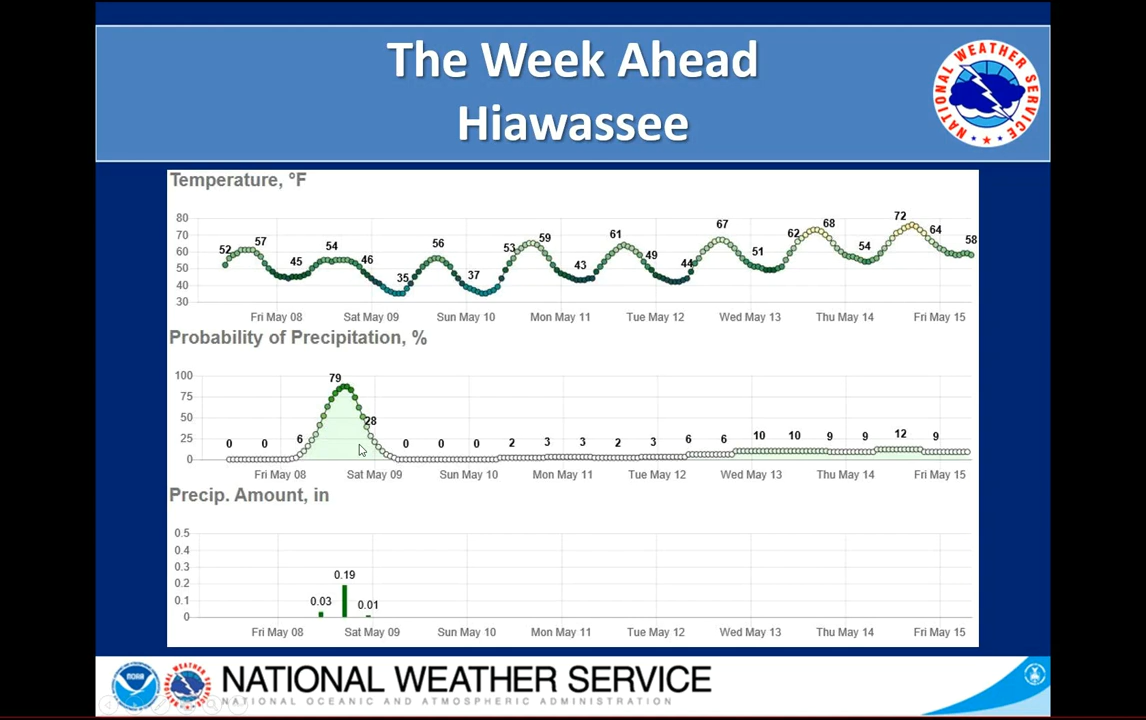 The Week Ahead
Hiawassee
NATIONAL WEATHER SERVICE
Temperature, °F
80
70
60
50
40
30
52 57 45 54 46 35 56 37 53 59 43 61 49 44 67 51 62 68 54 72 64 58
Fri May 08 Sat May 09 Sun May 10 Mon May 11 Tue May 12 Wed May 13 Thu May 14 Fri May 15
Probability of Precipitation, %
100
75
50
25
0
0 0 6 79 28 0 0 0 2 3 3 2 3 6 6 10 10 9 9 12 9
Fri May 08 Sat May 09 Sun May 10 Mon May 11 Tue May 12 Wed May 13 Thu May 14 Fri May 15
Precip. Amount, in
0.5
0.4
0.3
0.2
0.1
0
0.03 0.19 0.01
Fri May 08 Sat May 09 Sun May 10 Mon May 11 Tue May 12 Wed May 13 Thu May 14 Fri May 15
NOAA
NATIONAL WEATHER SERVICE
NATIONAL OCEANIC AND ATMOSPHERIC ADMINISTRATION